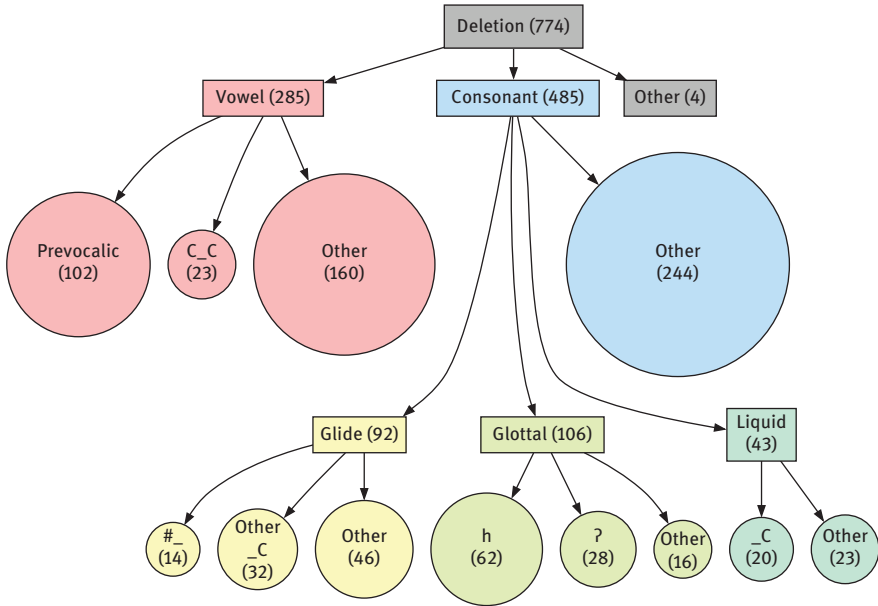 Deletion (774)
Vowel (285)
Consonant (485)
Other (4)
Prevocalic
(102)
C_C
(23)
Other
(160)
Other
(244)
Glide (92)
Glottal (106)
Liquid
(43)
#_
(14)
Other
_C
(32)
Other
(46)
h
(62)
ʔ
(28)
Other
(16)
_C
(20)
Other
(23)